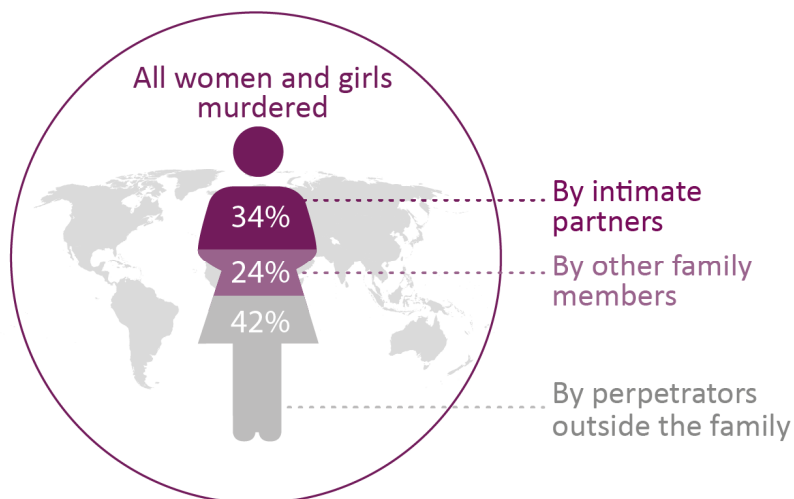 All women and girls
murdered
34%
By intimate
partners
24%
By other family
members
42%
By perpetrators
outside the family